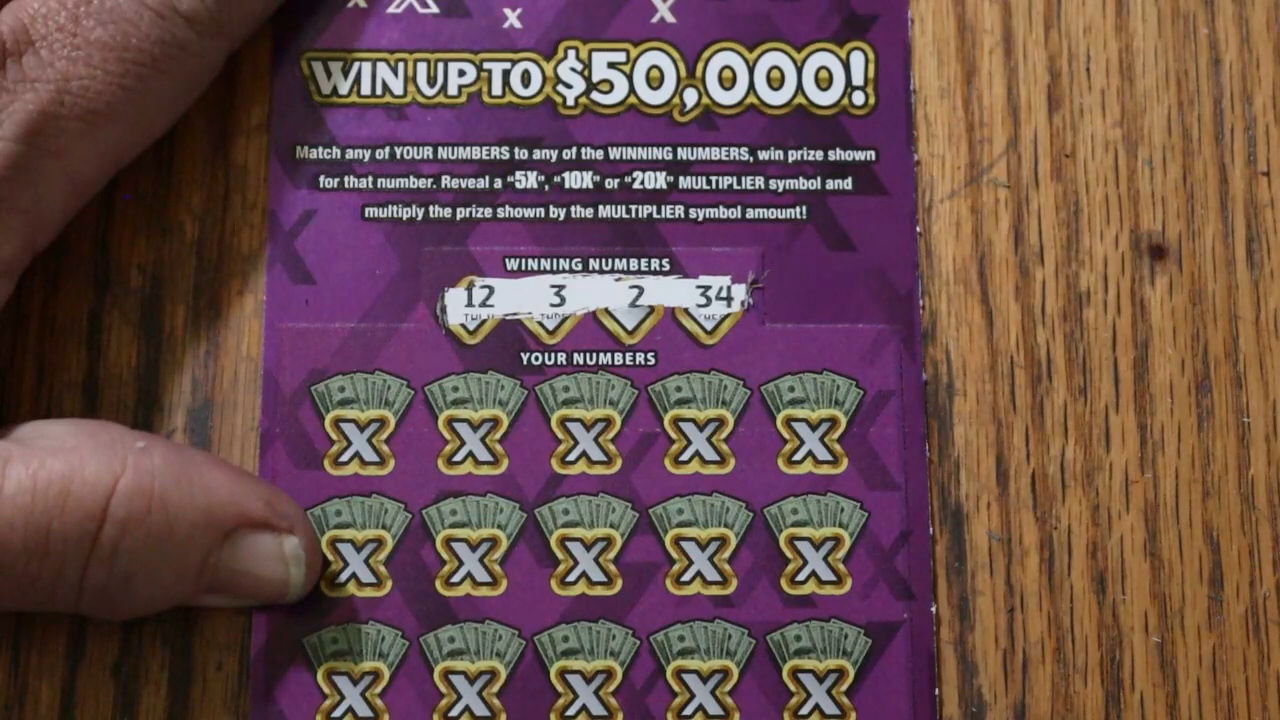 X X X X
WIN UP TO $50,000!
Match any of YOUR NUMBERS to any of the WINNING NUMBERS, win prize shown
for that number. Reveal a "5X", "10X" or "20X" MULTIPLIER symbol and
multiply the prize shown by the MULTIPLIER symbol amount!
WINNING NUMBERS
12 3 2 34
YOUR NUMBERS
X X X X X
X X X X X
X X X X X